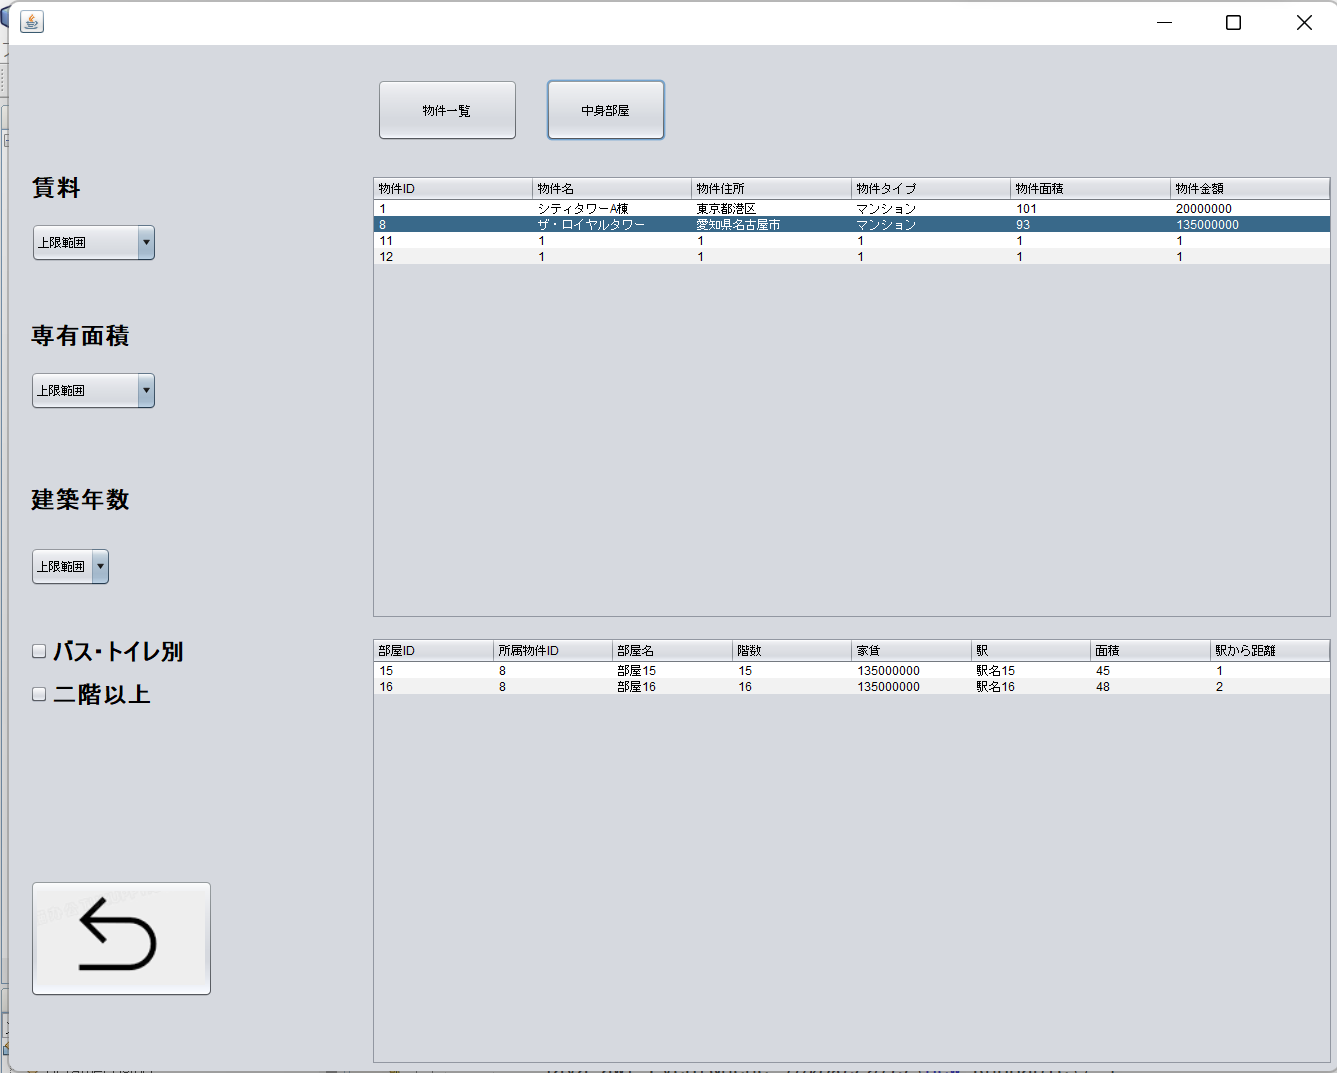 物件一覧 中身部屋
賃料
上限範囲
専有面積
上限範囲
建築年数
上限範囲
バス・トイレ別
二階以上
物件ID 物件名 物件住所 物件タイプ 物件面積 物件金額
1 シティタワーA棟 東京都港区 マンション 101 20000000
8 ザ・ロイヤルタワー 愛知県名古屋市 マンション 93 135000000
11 1 1 1 1 1
12 1 1 1 1 1
部屋ID 所属物件ID 部屋名 階数 家賃 駅 面積 駅から距離
15 8 部屋15 15 135000000 駅名15 45 1
16 8 部屋16 16 135000000 駅名16 48 2